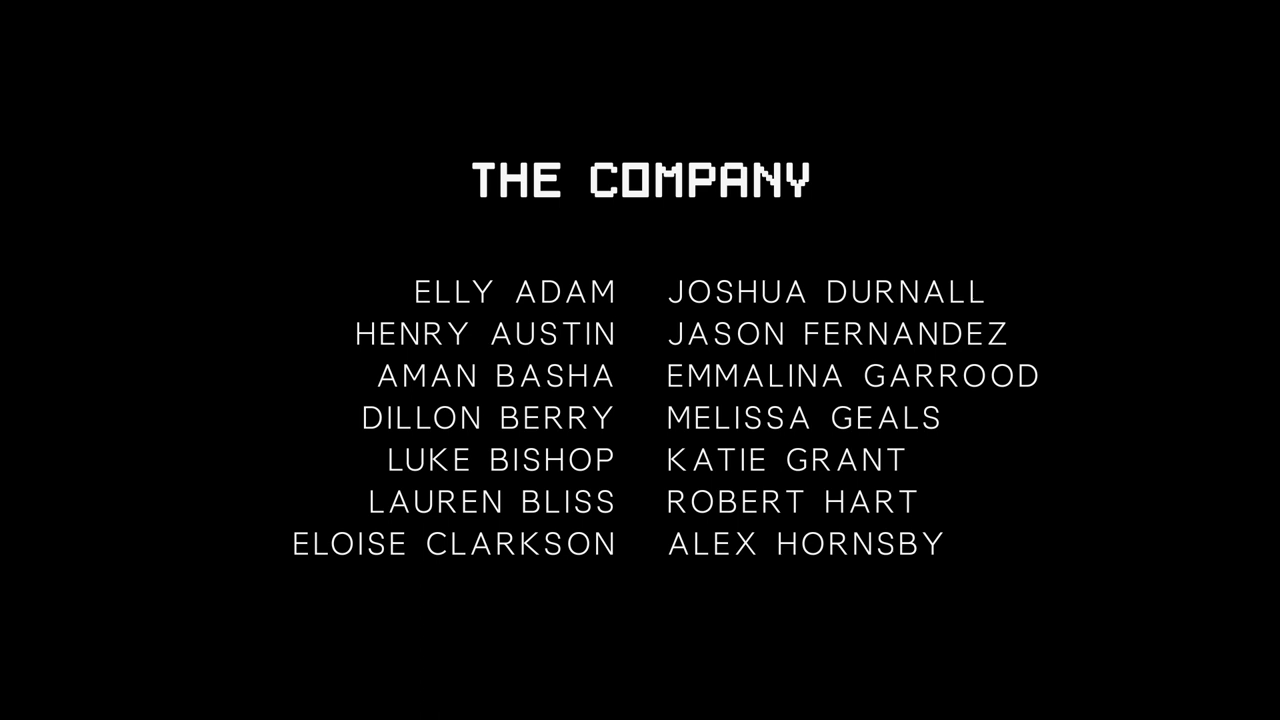 THE COMPANY
ELLY ADAM JOSHUA DURNALL
HENRY AUSTIN JASON FERNANDEZ
AMAN BASHA EMMALINA GARROOD
DILLON BERRY MELISSA GEALS
LUKE BISHOP KATIE GRANT
LAUREN BLISS ROBERT HART
ELOISE CLARKSON ALEX HORNSBY